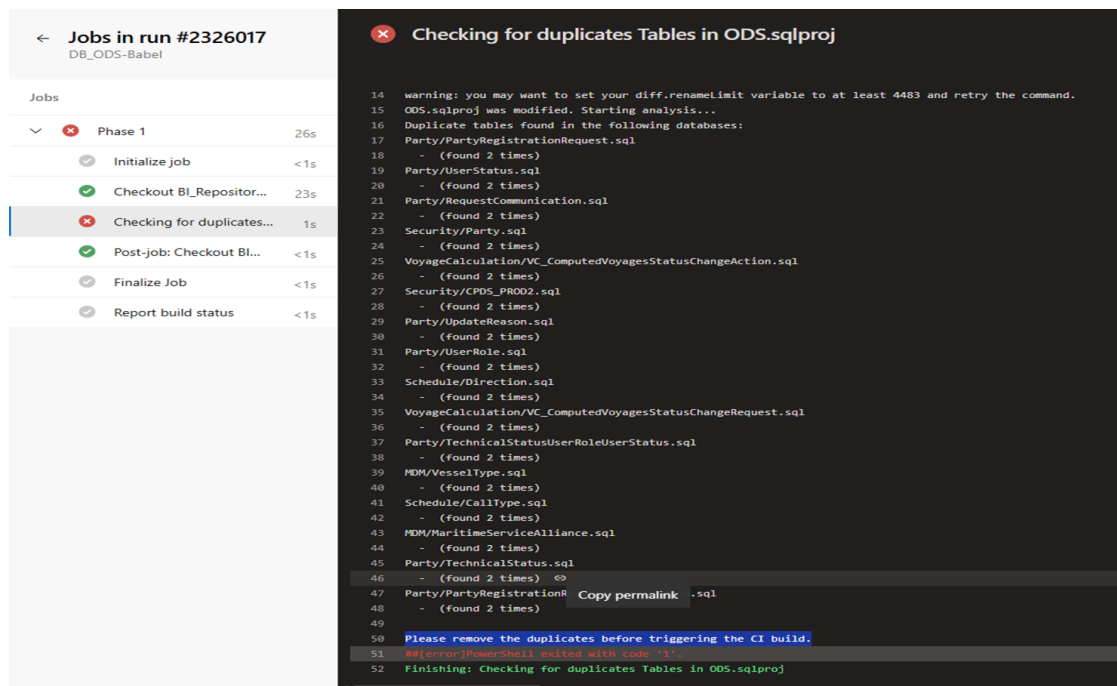 ← Jobs in run #2326017
DB_ODS-Babel
Jobs
Phase 1 26s
Initialize job <1s
Checkout BI_Repositor... 23s
Checking for duplicates... 1s
Post-job: Checkout BI... <1s
Finalize Job <1s
Report build status <1s
Checking for duplicates Tables in ODS.sqlproj
14 warning: you may want to set your diff.renameLimit variable to at least 4483 and retry the command.
15 ODS.sqlproj was modified. Starting analysis...
16 Duplicate tables found in the following databases:
17 Party/PartyRegistrationRequest.sql
18 - (found 2 times)
19 Party/UserStatus.sql
20 - (found 2 times)
21 Party/RequestCommunication.sql
22 - (found 2 times)
23 Security/Party.sql
24 - (found 2 times)
25 VoyageCalculation/VC_ComputedVoyagesStatusChangeAction.sql
26 - (found 2 times)
27 Security/CPDS_PROD2.sql
28 - (found 2 times)
29 Party/UpdateReason.sql
30 - (found 2 times)
31 Party/UserRole.sql
32 - (found 2 times)
33 Schedule/Direction.sql
34 - (found 2 times)
35 VoyageCalculation/VC_ComputedVoyagesStatusChangeRequest.sql
36 - (found 2 times)
37 Party/TechnicalStatusUserRoleUserStatus.sql
38 - (found 2 times)
39 MDM/VesselType.sql
40 - (found 2 times)
41 Schedule/CallType.sql
42 - (found 2 times)
43 MDM/MaritimeServiceAlliance.sql
44 - (found 2 times)
45 Party/TechnicalStatus.sql
46 - (found 2 times)
Copy permalink
47 Party/PartyRegistrationR .sql
48 - (found 2 times)
49
50 Please remove the duplicates before triggering the CI build.
51 ##[error]PowerShell exited with code '1'.
52 Finishing: Checking for duplicates Tables in ODS.sqlproj